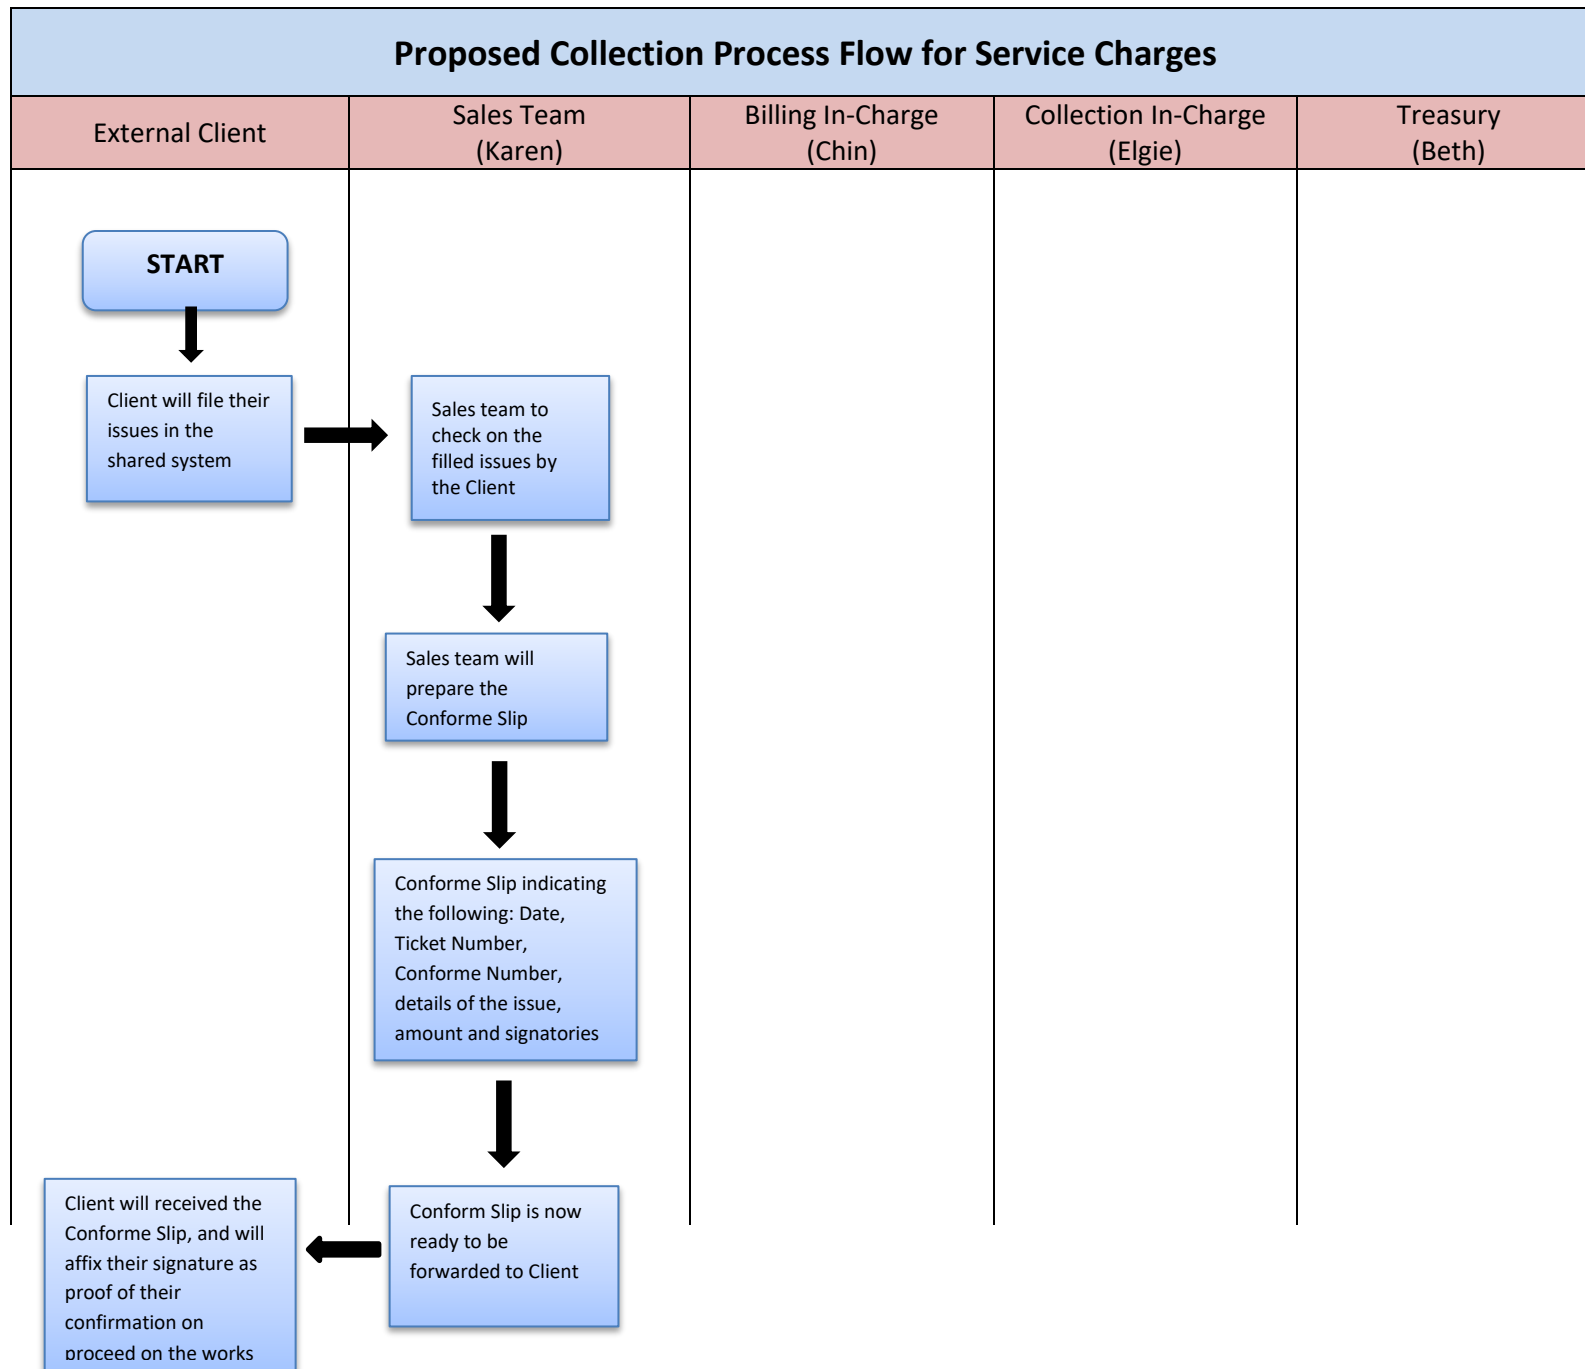 Proposed Collection Process Flow for Service Charges
External Client
Sales Team
(Karen)
Billing In-Charge
(Chin)
Collection In-Charge
(Elgie)
Treasury
(Beth)
START
Client will file their
issues in the
shared system
Sales team to
check on the
filled issues by
the Client
Sales team will
prepare the
Conforme Slip
Conforme Slip indicating
the following: Date,
Ticket Number,
Conforme Number,
details of the issue,
amount and signatories
Conform Slip is now
ready to be
forwarded to Client
Client will received the
Conforme Slip, and will
affix their signature as
proof of their
confirmation on
proceed on the works